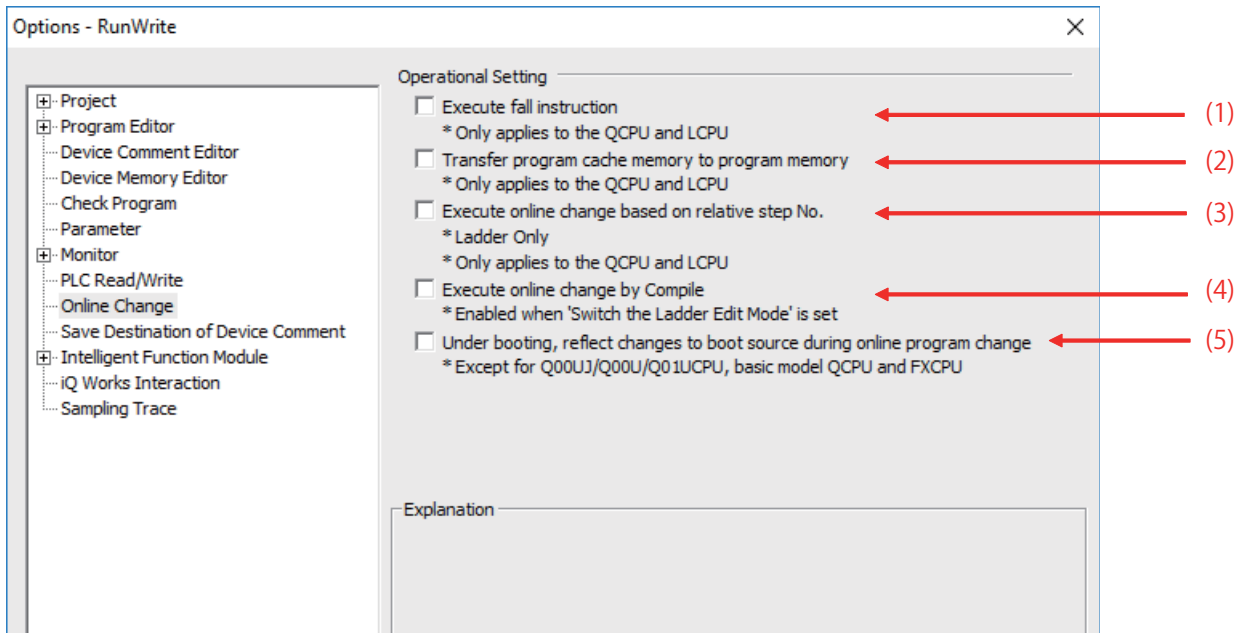 Options - RunWrite
Project
Program Editor
Device Comment Editor
Device Memory Editor
Check Program
Parameter
Monitor
PLC Read/Write
Online Change
Save Destination of Device Comment
Intelligent Function Module
iQ Works Interaction
Sampling Trace
Operational Setting
Execute fall instruction
* Only applies to the QCPU and LCPU
Transfer program cache memory to program memory
* Only applies to the QCPU and LCPU
Execute online change based on relative step No.
* Ladder Only
* Only applies to the QCPU and LCPU
Execute online change by Compile
* Enabled when 'Switch the Ladder Edit Mode' is set
Under booting, reflect changes to boot source during online program change
* Except for Q00UJ/Q00U/Q01UCPU, basic model QCPU and FXCPU
Explanation
(1)
(2)
(3)
(4)
(5)